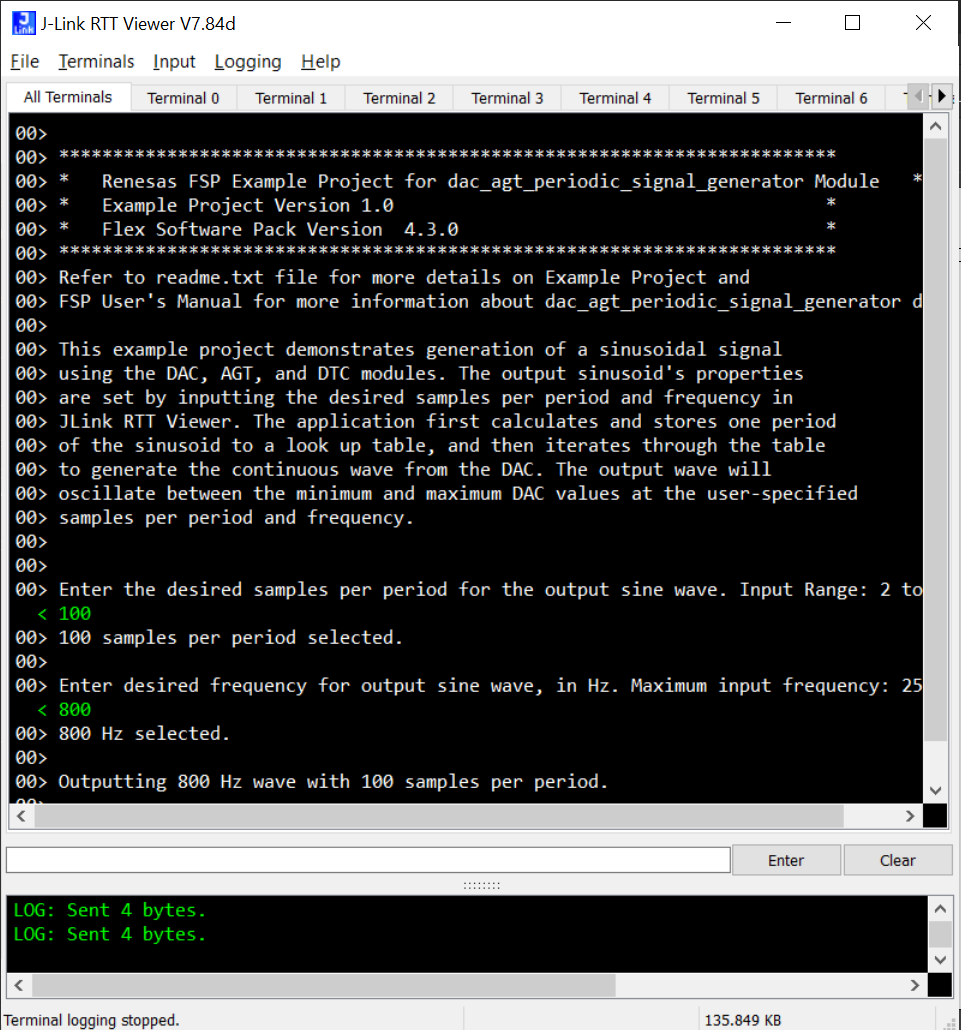 J-Link RTT Viewer V7.84d
File Terminals Input Logging Help
All Terminals Terminal 0 Terminal 1 Terminal 2 Terminal 3 Terminal 4 Terminal 5 Terminal 6
00>
00> ************************************************************************
00> *   Renesas FSP Example Project for dac_agt_periodic_signal_generator Module   *
00> *   Example Project Version 1.0                                        *
00> *   Flex Software Pack Version  4.3.0                                  *
00> ************************************************************************
00> Refer to readme.txt file for more details on Example Project and
00> FSP User's Manual for more information about dac_agt_periodic_signal_generator d
00>
00> This example project demonstrates generation of a sinusoidal signal
00> using the DAC, AGT, and DTC modules. The output sinusoid's properties
00> are set by inputting the desired samples per period and frequency in
00> JLink RTT Viewer. The application first calculates and stores one period
00> of the sinusoid to a look up table, and then iterates through the table
00> to generate the continuous wave from the DAC. The output wave will
00> oscillate between the minimum and maximum DAC values at the user-specified
00> samples per period and frequency.
00>
00>
00> Enter the desired samples per period for the output sine wave. Input Range: 2 to
< 100
00> 100 samples per period selected.
00>
00> Enter desired frequency for output sine wave, in Hz. Maximum input frequency: 25
< 800
00> 800 Hz selected.
00>
00> Outputting 800 Hz wave with 100 samples per period.
Enter Clear
LOG: Sent 4 bytes.
LOG: Sent 4 bytes.
Terminal logging stopped. 135.849 KB